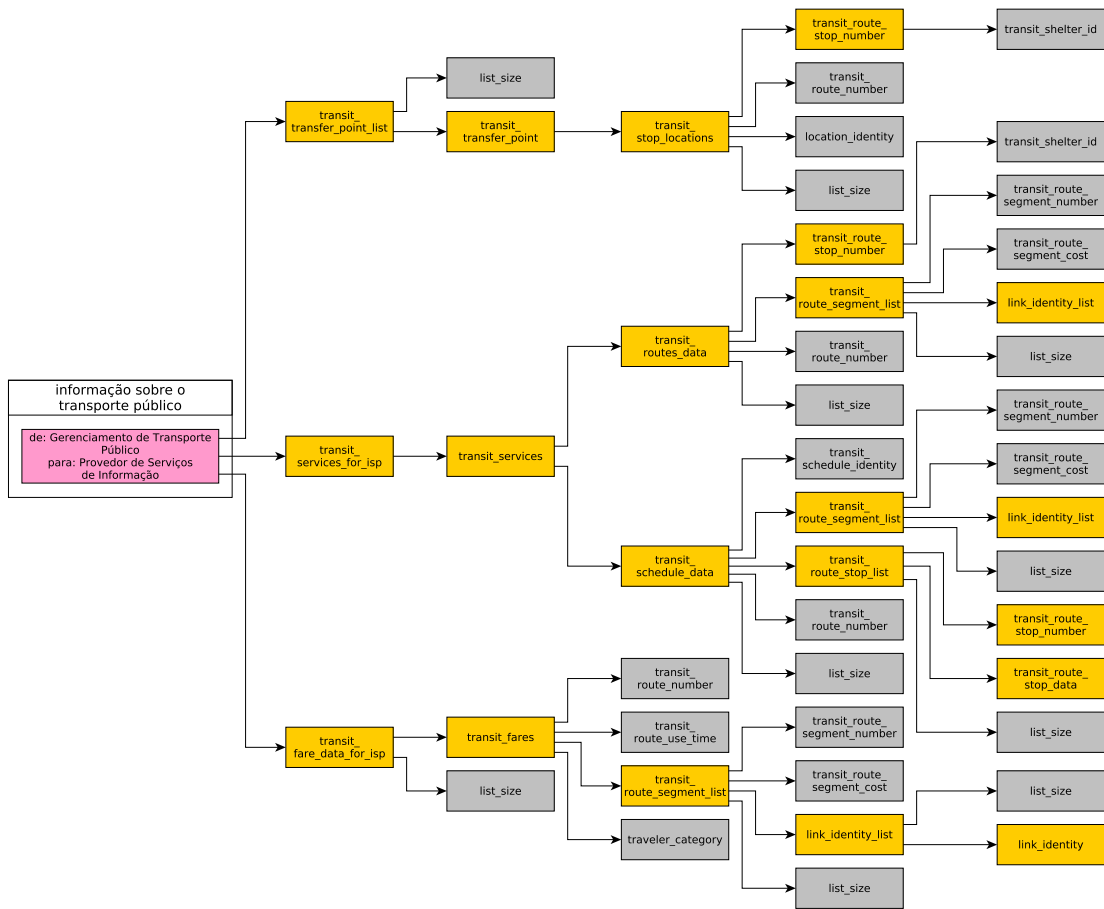 transit_route_
stop_number
transit_shelter_id
list_size
transit_
route_number
transit_
transfer_point_list
transit_
transfer_point
transit_
stop_locations
location_identity
transit_shelter_id
list_size
transit_route_
segment_number
transit_route_
stop_number
transit_route_
segment_cost
transit_
route_segment_list
link_identity_list
transit_
routes_data
transit_
route_number
list_size
informação sobre o
transporte público
list_size
transit_route_
segment_number
de: Gerenciamento de Transporte
Público
para: Provedor de Serviços
de Informação
transit_
services_for_isp
transit_services
transit_
schedule_identity
transit_route_
segment_cost
transit_
route_segment_list
link_identity_list
transit_
schedule_data
transit_
route_stop_list
list_size
transit_
route_number
transit_route_
stop_number
transit_
route_number
list_size
transit_route_
stop_data
transit_
fare_data_for_isp
transit_fares
transit_
route_use_time
transit_route_
segment_number
list_size
list_size
transit_
route_segment_list
transit_route_
segment_cost
list_size
traveler_category
link_identity_list
link_identity
list_size